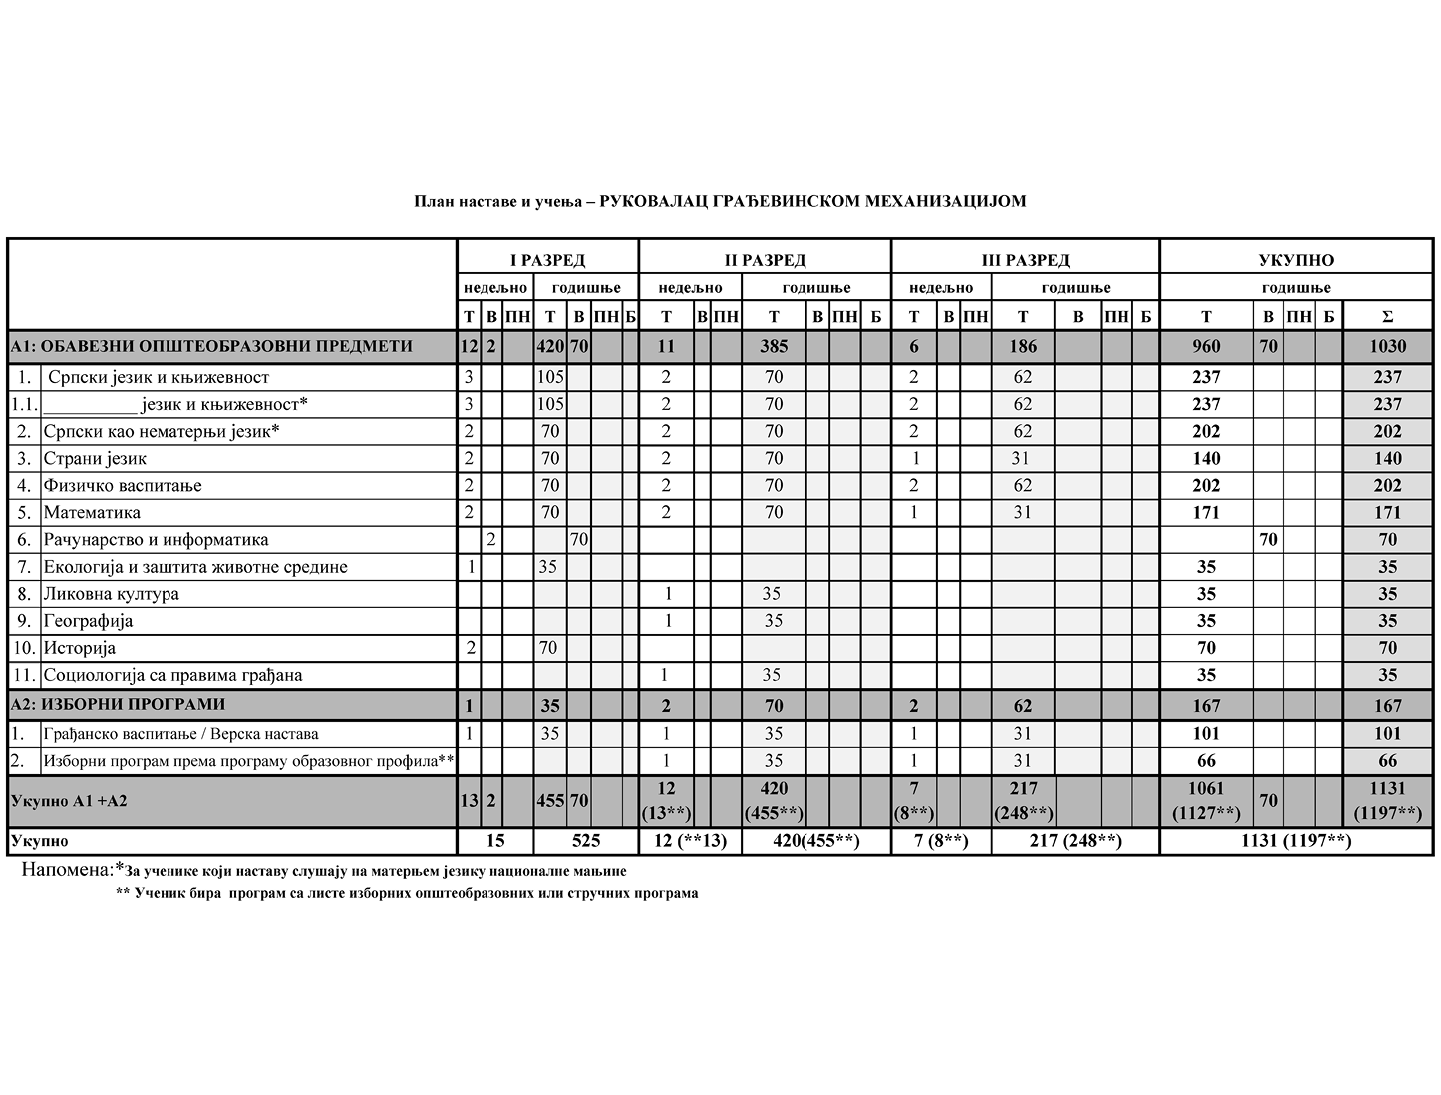 План наставе и учења – РУКОВАЛАЦ ГРАЂЕВИНСКОМ МЕХАНИЗАЦИЈОМ
I РАЗРЕД II РАЗРЕД III РАЗРЕД УКУПНО
недељно годишње недељно годишње недељно годишње годишње
Т В ПН Т В ПН Б Т В ПН Т В ПН Б Т В ПН Т В ПН Б Т В ПН Б Σ
А1: ОБАВЕЗНИ ОПШТЕОБРАЗОВНИ ПРЕДМЕТИ 12 2 420 70 11 385 6 186 960 70 1030
1. Српски језик и књижевност 3 105 2 70 2 62 237 237
1.1. __________ језик и књижевност* 3 105 2 70 2 62 237 237
2. Српски као нематерњи језик* 2 70 2 70 2 62 202 202
3. Страни језик 2 70 2 70 1 31 140 140
4. Физичко васпитање 2 70 2 70 2 62 202 202
5. Математика 2 70 2 70 1 31 171 171
6. Рачунарство и информатика 2 70 70 70
7. Екологија и заштита животне средине 1 35 35 35
8. Ликовна култура 1 35 35 35
9. Географија 1 35 35 35
10. Историја 2 70 70 70
11. Социологија са правима грађана 1 35 35 35
А2: ИЗБОРНИ ПРОГРАМИ 1 35 2 70 2 62 167 167
1. Грађанско васпитање / Верска настава 1 35 1 35 1 31 101 101
2. Изборни програм према програму образовног профила** 1 35 1 31 66 66
Укупно А1 +А2 13 2 455 70 12 (13**) 420 (455**) 7 (8**) 217 (248**) 1061 (1127**) 70 1131 (1197**)
Укупно 15 525 12 (**13) 420(455**) 7 (8**) 217 (248**) 1131 (1197**)
Напомена:*За ученике који наставу слушају на матерњем језику националне мањине
** Ученик бира програм са листе изборних општеобразовних или стручних програма